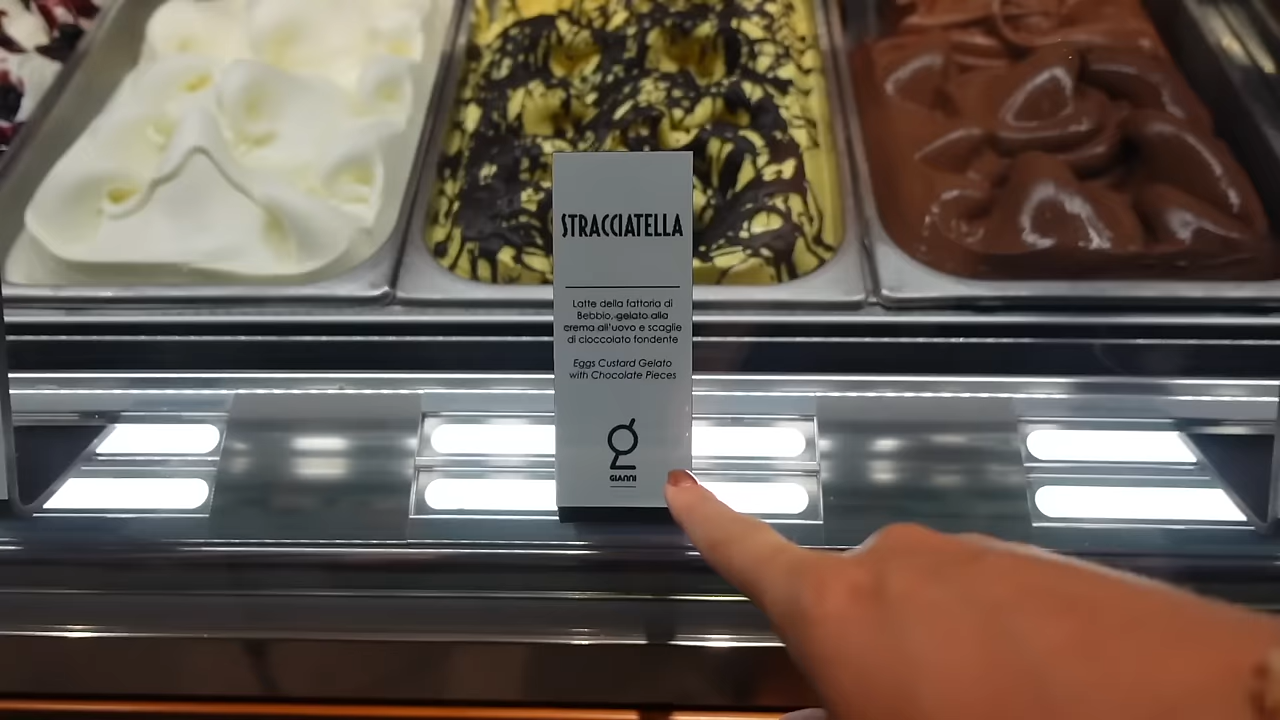 STRACCIATELLA
Latte della fattoria di
Bebbio, gelato alla
crema all'uovo e scaglie
di cioccolato fondente
Eggs Custard Gelato
with Chocolate Pieces
GIANNI